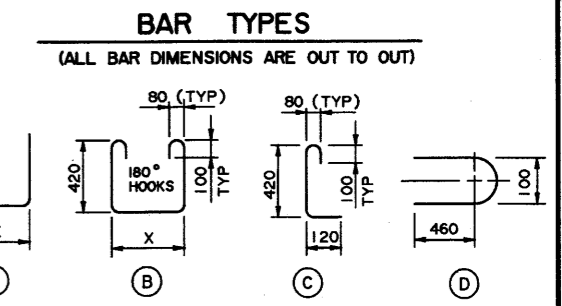 BAR TYPES
(ALL BAR DIMENSIONS ARE OUT TO OUT)
80 (TYP)
420
180°
HOOKS
100
TYP
X
B
80 (TYP)
420
100
TYP
120
C
100
460
D